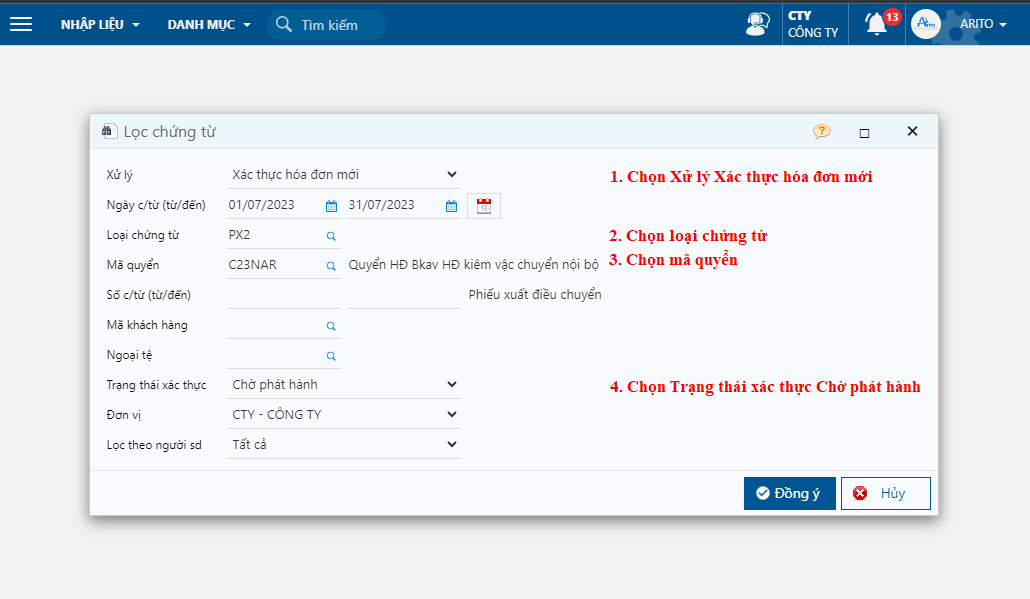 NHẬP LIỆU DANH MỤC Tìm kiếm CTY 13 ARITO
CÔNG TY
Lọc chứng từ
Xử lý Xác thực hóa đơn mới 1. Chọn Xử lý Xác thực hóa đơn mới
Ngày c/từ (từ/đến) 01/07/2023 31/07/2023
Loại chứng từ PX2 2. Chọn loại chứng từ
Mã quyển C23NAR Quyển HĐ Bkav HĐ kiêm vậc chuyển nội bộ 3. Chọn mã quyển
Số c/từ (từ/đến) Phiếu xuất điều chuyển
Mã khách hàng
Ngoại tệ
Trạng thái xác thực Chờ phát hành 4. Chọn Trạng thái xác thực Chờ phát hành
Đơn vị CTY - CÔNG TY
Lọc theo người sd Tất cả
Đồng ý Hủy